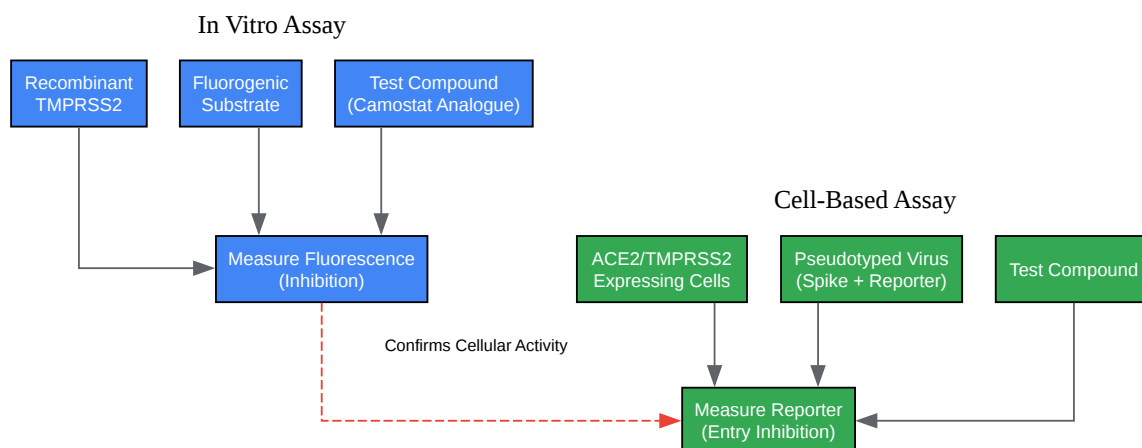 In Vitro Assay
Recombinant
TMPRSS2
Fluorogenic
Substrate
Test Compound
(Camostat Analogue)
Measure Fluorescence
(Inhibition)
Cell-Based Assay
ACE2/TMPRSS2
Expressing Cells
Pseudotyped Virus
(Spike + Reporter)
Test Compound
Confirms Cellular Activity
Measure Reporter
(Entry Inhibition)